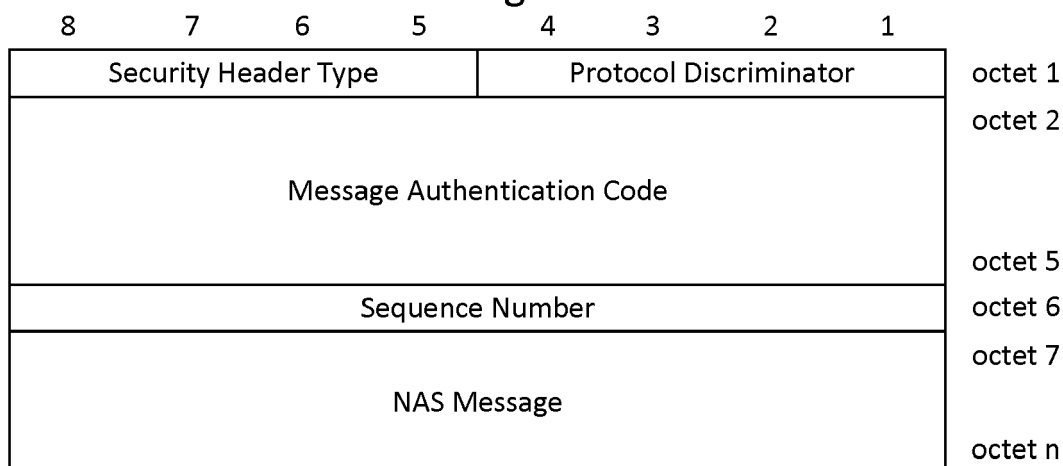 8 7 6 5 4 3 2 1
Security Header Type Protocol Discriminator octet 1
octet 2
Message Authentication Code
octet 5
Sequence Number octet 6
octet 7
NAS Message
octet n